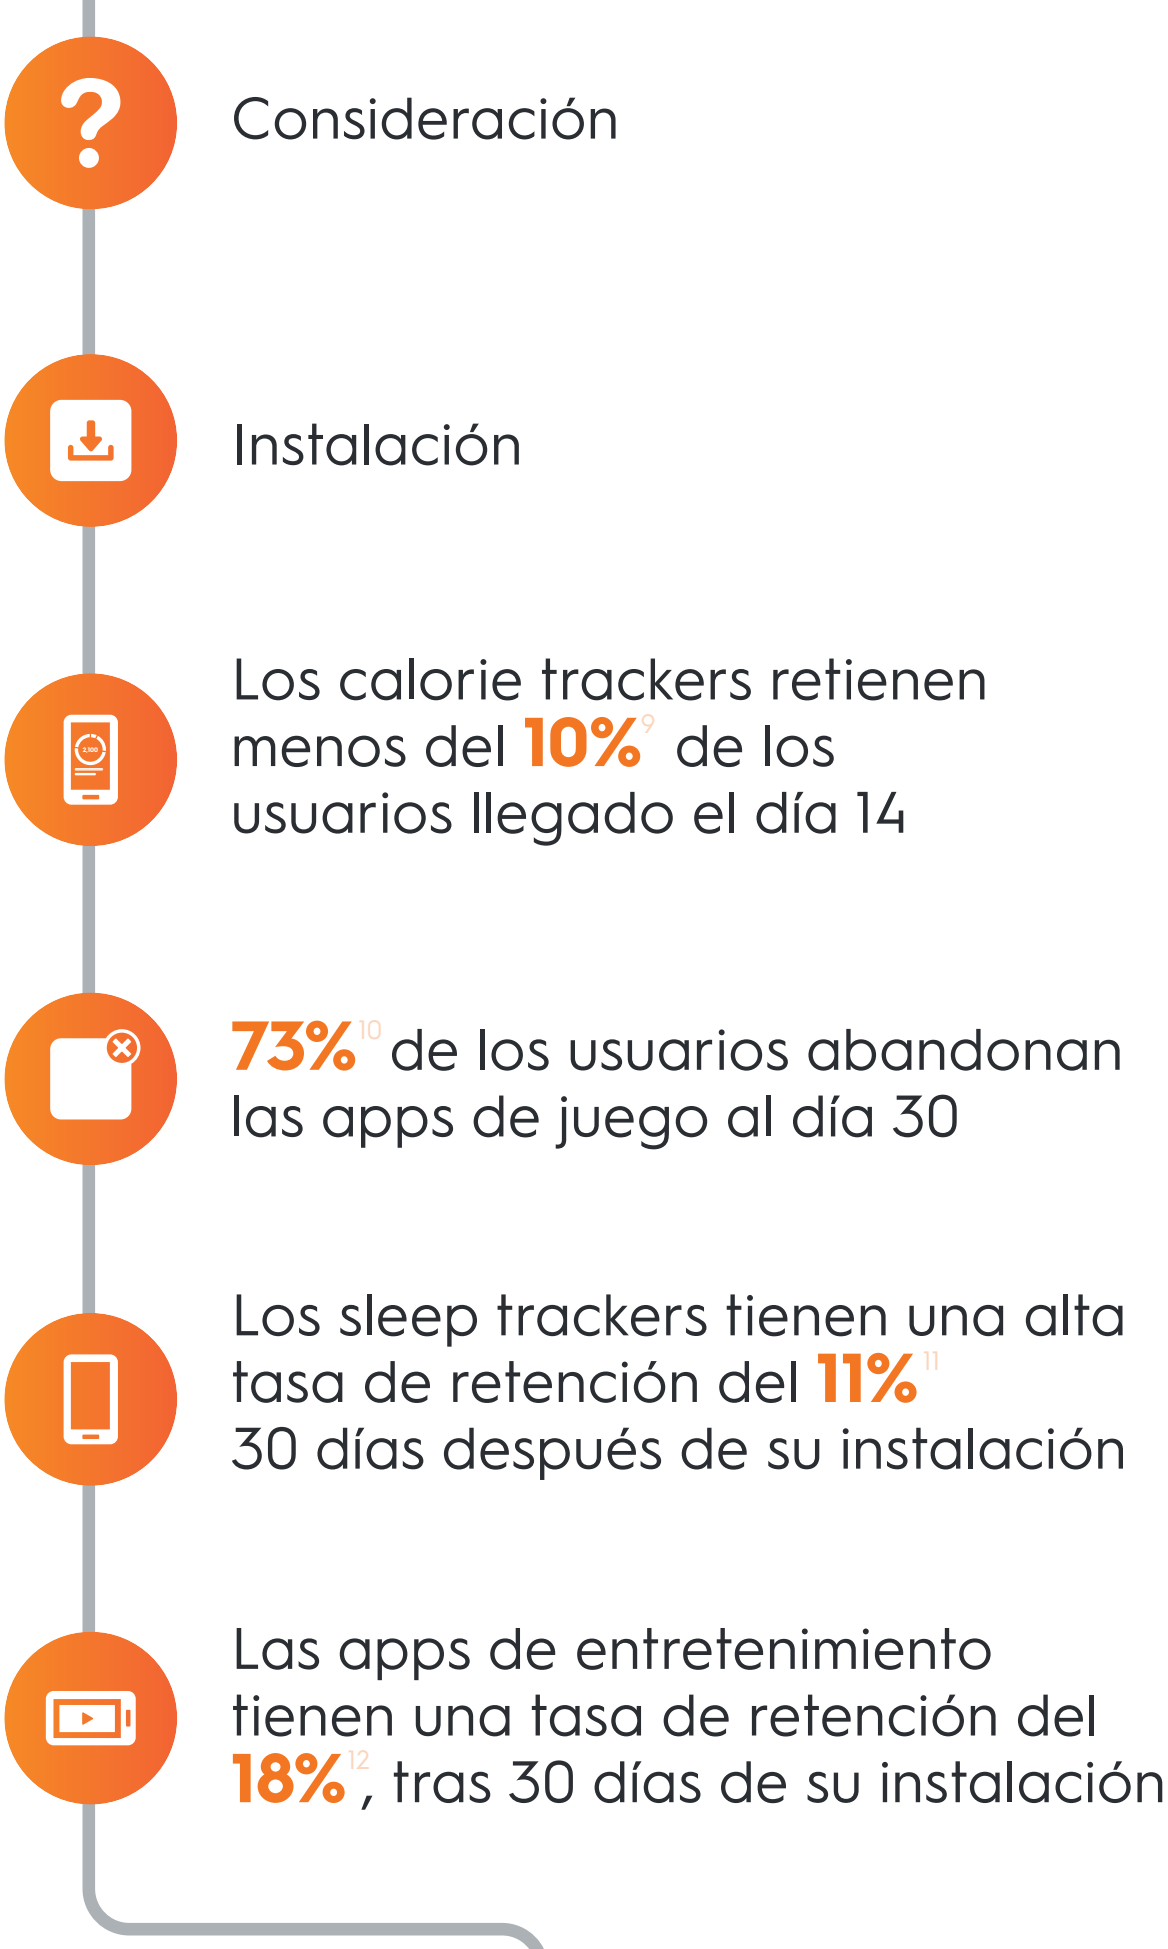 Consideración
Instalación
Los calorie trackers retienen
menos del 10%9 de los
usuarios llegado el día 14
2,100
73%10 de los usuarios abandonan
las apps de juego al día 30
Los sleep trackers tienen una alta
tasa de retención del 11%11
30 días después de su instalación
Las apps de entretenimiento
tienen una tasa de retención del
18%12, tras 30 días de su instalación